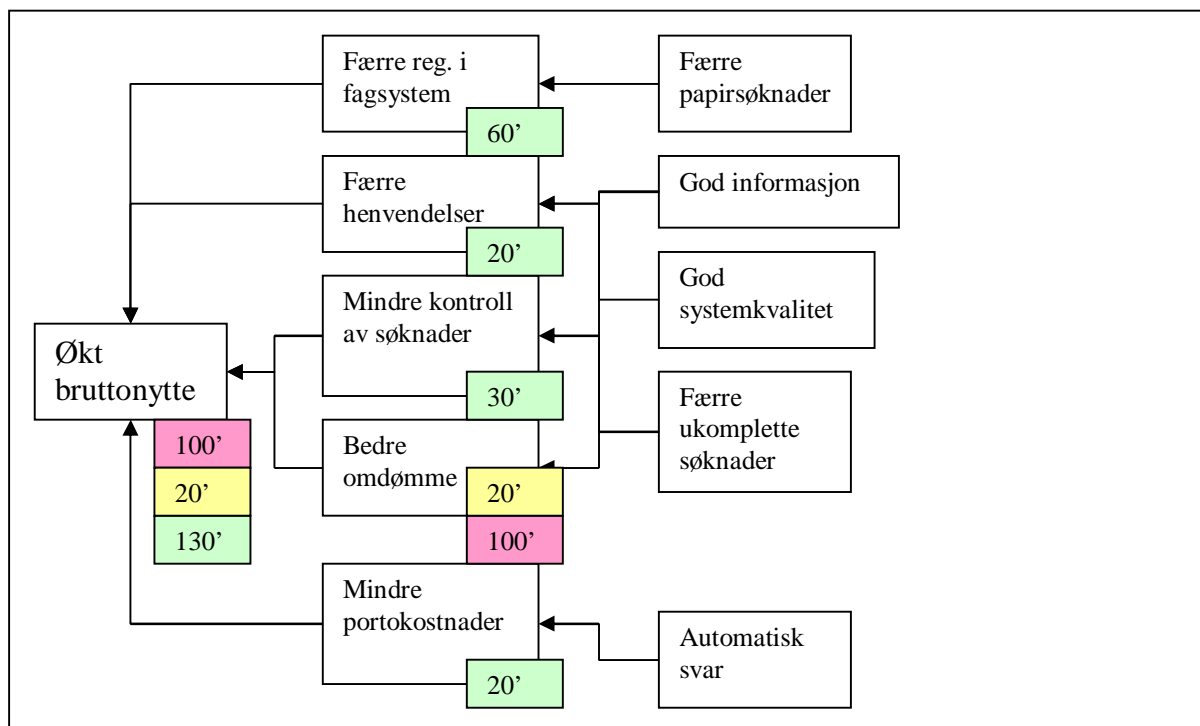 Færre reg. i
fagsystem
60’
Færre
papirsøknader
Færre
henvendelser
20’
God informasjon
God
systemkvalitet
Mindre kontroll
av søknader
30’
Færre
ukomplette
søknader
Økt
bruttonytte
100’
20’
130’
Bedre
omdømme
20’
100’
Mindre
portokostnader
20’
Automatisk
svar